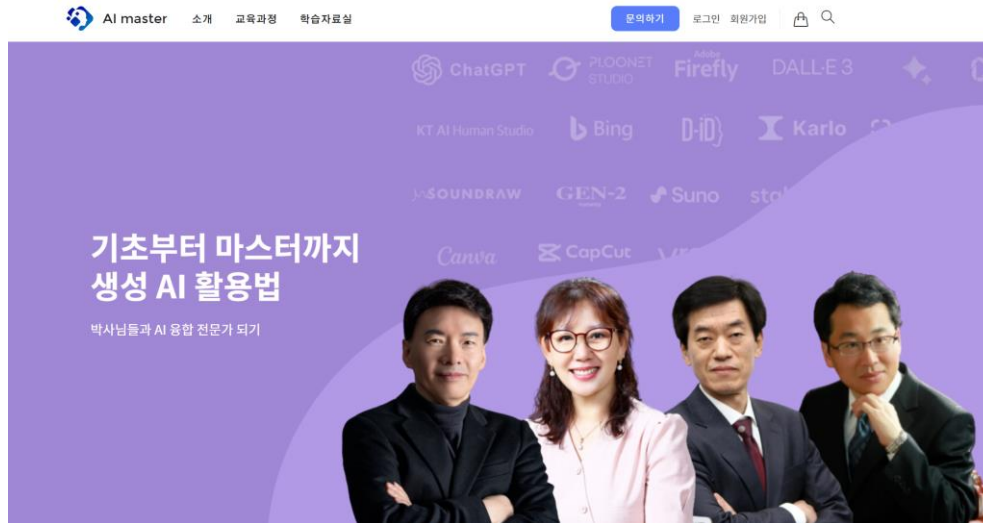 AI master 소개 교육과정 학습자료실 문의하기 로그인 회원가입
ChatGPT PLOONET STUDIO Adobe Firefly DALL·E 3
KT AI Human Studio Bing D-iD Karlo
SOUNDRAW GEN-2 Suno
Canva CapCut
기초부터 마스터까지
생성 AI 활용법
박사님들과 AI 융합 전문가 되기